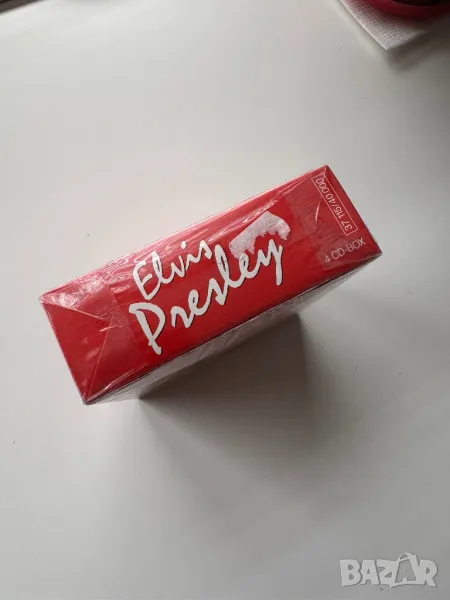 Elvis
Presley
37 115/40 000
4 CD-BOX
BAZAR